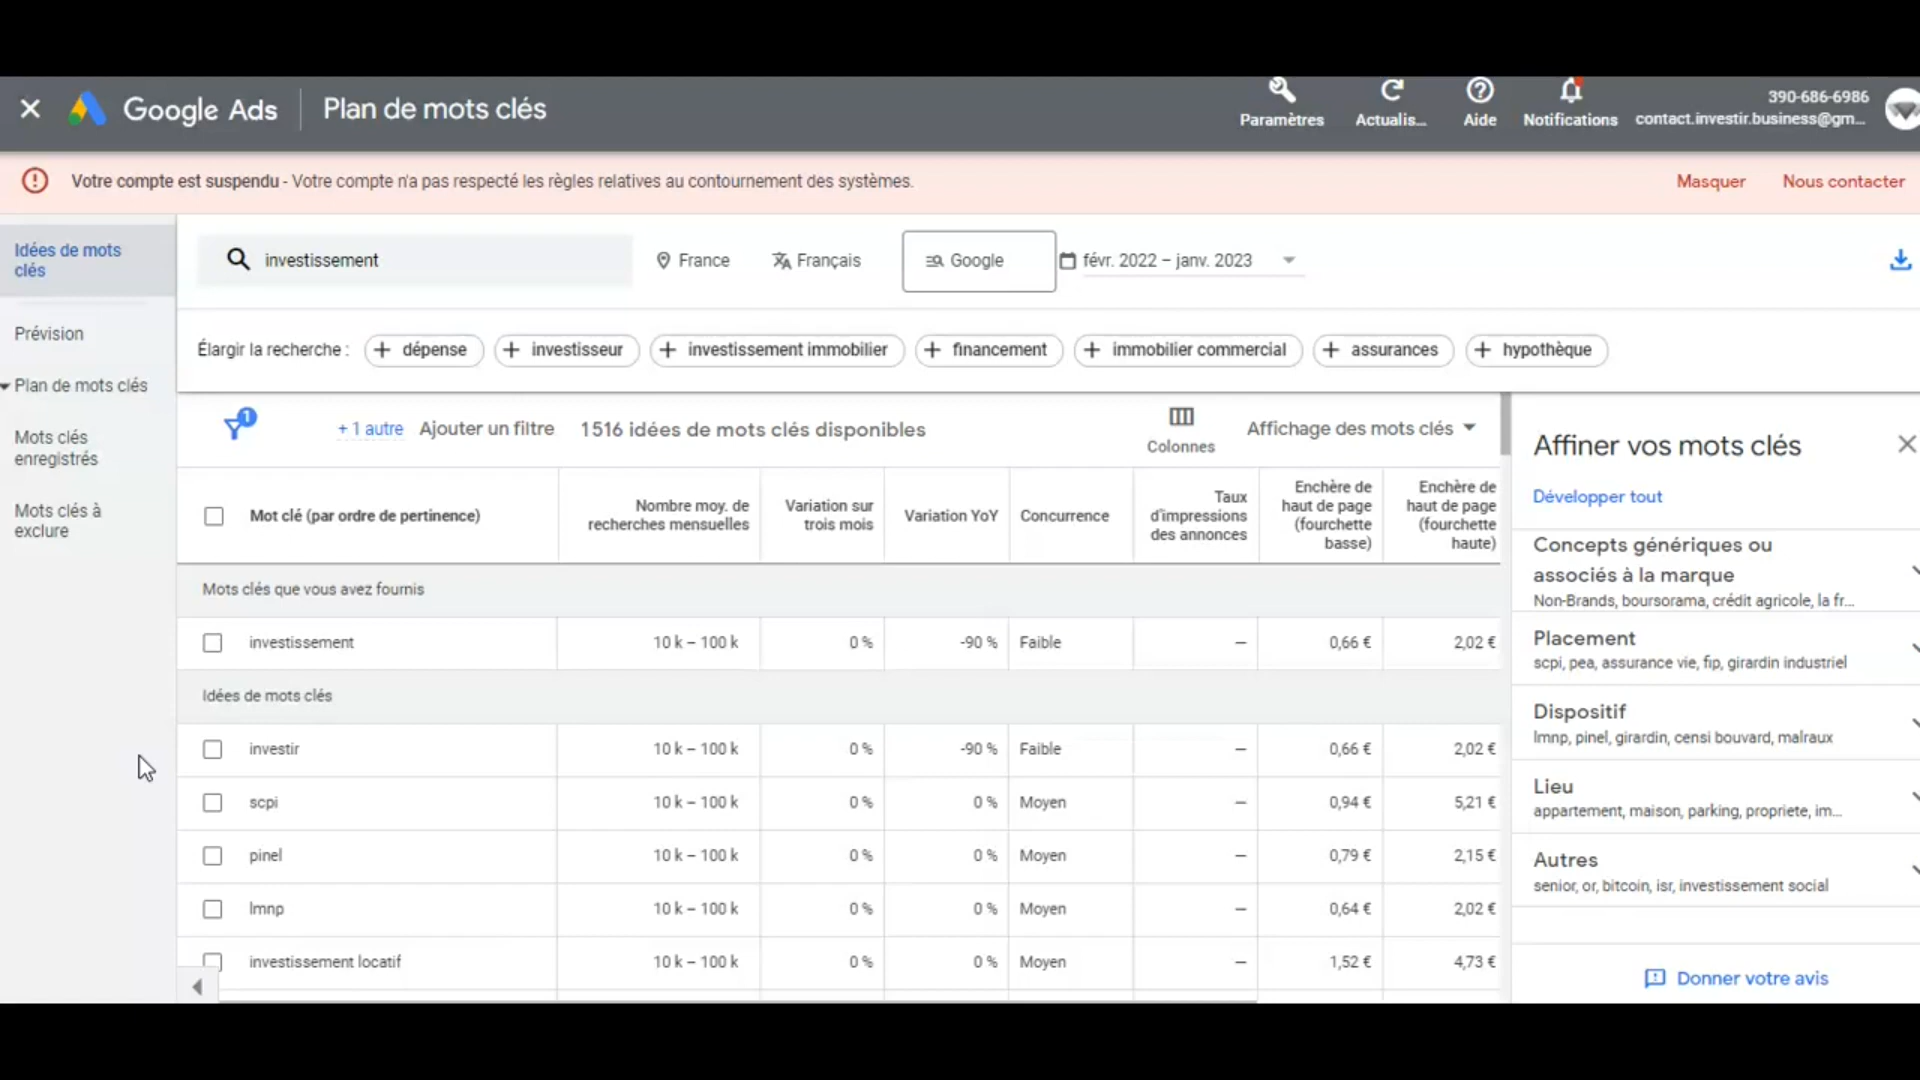 Google Ads
Plan de mots clés
Paramètres
Actualis...
Aide
Notifications
390-686-6986
contact.investir.business@gm...
Votre compte est suspendu - Votre compte n'a pas respecté les règles relatives au contournement des systèmes.
Masquer
Nous contacter
Idées de mots
clés
Prévision
Plan de mots clés
Mots clés
enregistrés
Mots clés à
exclure
investissement
France
Français
Google
févr. 2022 – janv. 2023
Élargir la recherche :
dépense
investisseur
investissement immobilier
financement
immobilier commercial
assurances
hypothèque
1
+ 1 autre
Ajouter un filtre
1 516 idées de mots clés disponibles
Colonnes
Affichage des mots clés
Mot clé (par ordre de pertinence)
Nombre moy. de
recherches mensuelles
Variation sur
trois mois
Variation YoY
Concurrence
Taux
d'impressions
des annonces
Enchère de
haut de page
(fourchette
basse)
Enchère de
haut de page
(fourchette
haute)
Mots clés que vous avez fournis
investissement 10 k – 100 k 0 % -90 % Faible – 0,66 € 2,02 €
Idées de mots clés
investir 10 k – 100 k 0 % -90 % Faible – 0,66 € 2,02 €
scpi 10 k – 100 k 0 % 0 % Moyen – 0,94 € 5,21 €
pinel 10 k – 100 k 0 % 0 % Moyen – 0,79 € 2,15 €
lmnp 10 k – 100 k 0 % 0 % Moyen – 0,64 € 2,02 €
investissement locatif 10 k – 100 k 0 % 0 % Moyen – 1,52 € 4,73 €
Affiner vos mots clés
Développer tout
Concepts génériques ou
associés à la marque
Non-Brands, boursorama, crédit agricole, la fr...
Placement
scpi, pea, assurance vie, fip, girardin industriel
Dispositif
lmnp, pinel, girardin, censi bouvard, malraux
Lieu
appartement, maison, parking, propriete, im...
Autres
senior, or, bitcoin, isr, investissement social
Donner votre avis